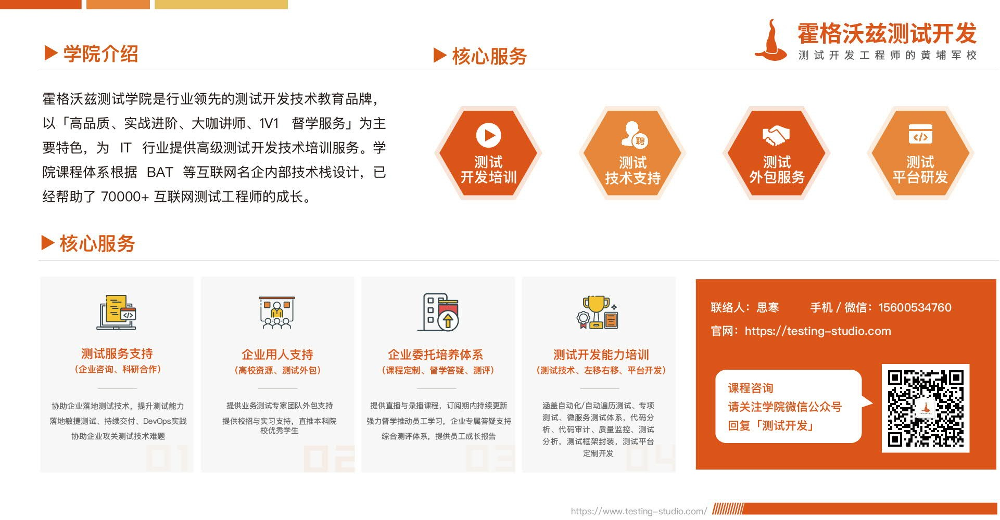 霍格沃兹测试开发
测试开发工程师的黄埔军校
学院介绍
霍格沃兹测试学院是行业领先的测试开发技术教育品牌，
以「高品质、实战进阶、大咖讲师、1V1 督学服务」为主
要特色，为 IT 行业提供高级测试开发技术培训服务。学
院课程体系根据 BAT 等互联网名企内部技术栈设计，已
经帮助了 70000+ 互联网测试工程师的成长。
核心服务
测试
开发培训
聘
测试
技术支持
测试
外包服务
测试
平台研发
核心服务
测试服务支持
（企业咨询、科研合作）
协助企业落地测试技术，提升测试能力
落地敏捷测试、持续交付、DevOps实践
协助企业攻关测试技术难题
01
企业用人支持
（高校资源、测试外包）
提供业务测试专家团队外包支持
提供校招与实习支持，直推本科院
校优秀学生
02
企业委托培养体系
（课程定制、督学答疑、测评）
提供直播与录播课程，订阅期内持续更新
强力督学推动员工学习，企业专属答疑支持
综合测评体系，提供员工成长报告
03
测试开发能力培训
（测试技术、左移右移、平台开发）
涵盖自动化/自动遍历测试、专项
测试、微服务测试体系，代码分
析、代码审计、质量监控、测试
分析，测试框架封装，测试平台
定制开发
04
联络人：思寒 手机 / 微信：15600534760
官网：https://testing-studio.com
课程咨询
请关注学院微信公众号
回复「测试开发」
https://www.testing-studio.com/